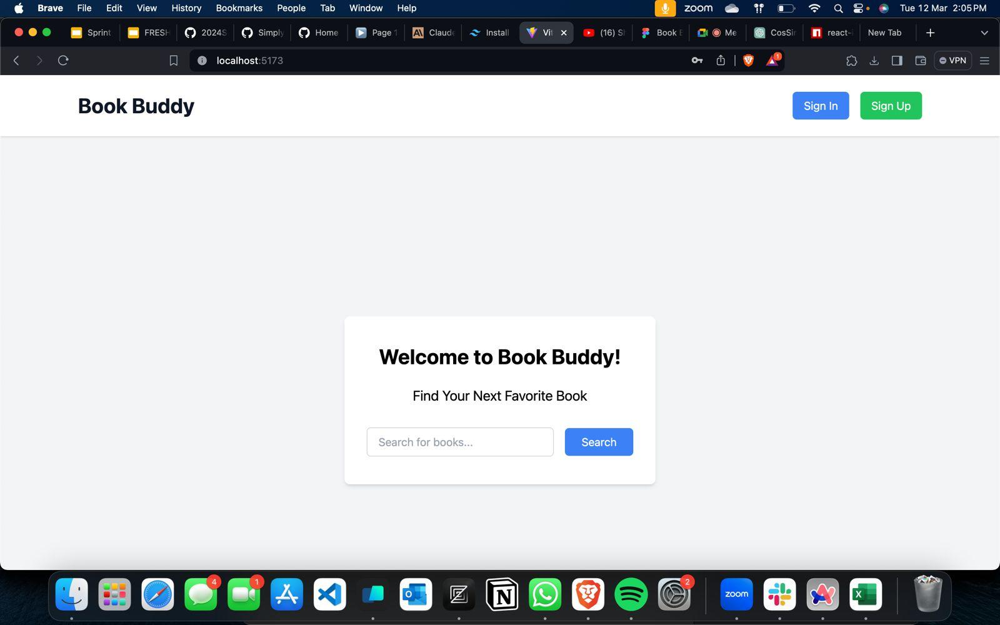 Brave File Edit View History Bookmarks People Tab Window Help zoom Tue 12 Mar 2:05 PM
Sprint FRESH 2024S Simply Home Page 1 Claude Install Vit (16) S Book B Me CosSim react-i New Tab
localhost:5173 1 VPN
Book Buddy Sign In Sign Up
Welcome to Book Buddy!
Find Your Next Favorite Book
Search for books... Search
4 1 2
zoom